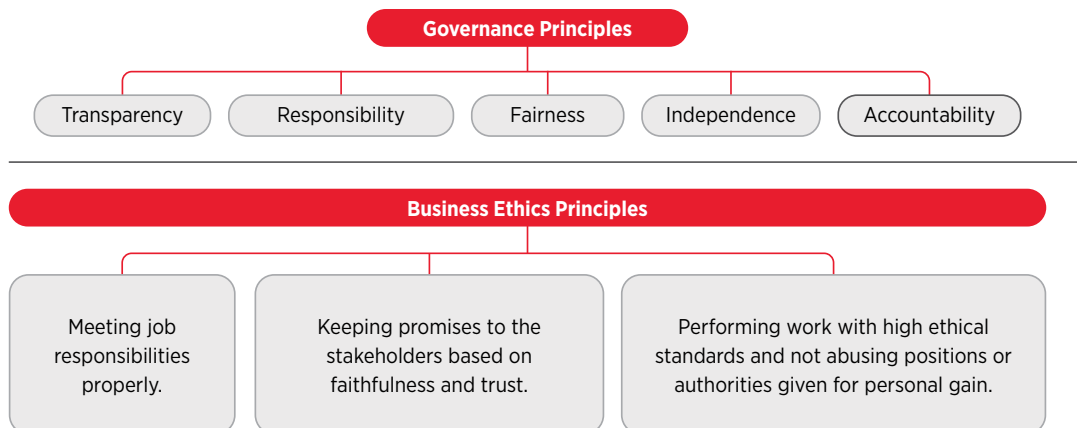 Governance Principles
Transparency
Responsibility
Fairness
Independence
Accountability
Business Ethics Principles
Meeting job
responsibilities
properly.
Keeping promises to the
stakeholders based on
faithfulness and trust.
Performing work with high ethical
standards and not abusing positions or
authorities given for personal gain.